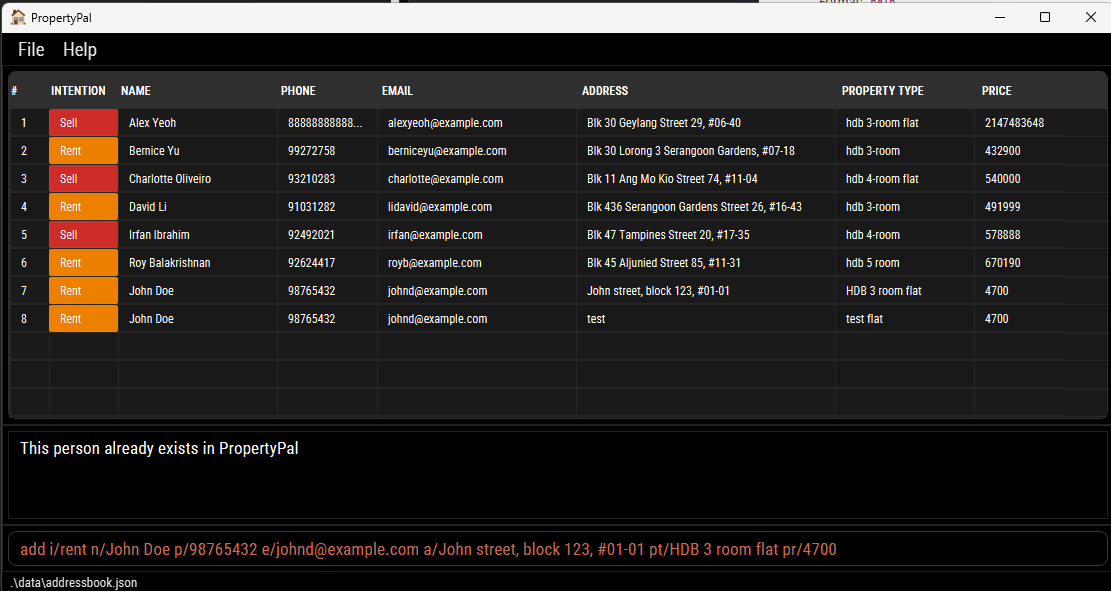 Format: help
PropertyPal
File Help
# INTENTION NAME PHONE EMAIL ADDRESS PROPERTY TYPE PRICE
1 Sell Alex Yeoh 88888888888... alexyeoh@example.com Blk 30 Geylang Street 29, #06-40 hdb 3-room flat 2147483648
2 Rent Bernice Yu 99272758 berniceyu@example.com Blk 30 Lorong 3 Serangoon Gardens, #07-18 hdb 3-room 432900
3 Sell Charlotte Oliveiro 93210283 charlotte@example.com Blk 11 Ang Mo Kio Street 74, #11-04 hdb 4-room flat 540000
4 Rent David Li 91031282 lidavid@example.com Blk 436 Serangoon Gardens Street 26, #16-43 hdb 3-room 491999
5 Sell Irfan Ibrahim 92492021 irfan@example.com Blk 47 Tampines Street 20, #17-35 hdb 4-room 578888
6 Rent Roy Balakrishnan 92624417 royb@example.com Blk 45 Aljunied Street 85, #11-31 hdb 5 room 670190
7 Rent John Doe 98765432 johnd@example.com John street, block 123, #01-01 HDB 3 room flat 4700
8 Rent John Doe 98765432 johnd@example.com test test flat 4700
This person already exists in PropertyPal
add i/rent n/John Doe p/98765432 e/johnd@example.com a/John street, block 123, #01-01 pt/HDB 3 room flat pr/4700
.\data\addressbook.json